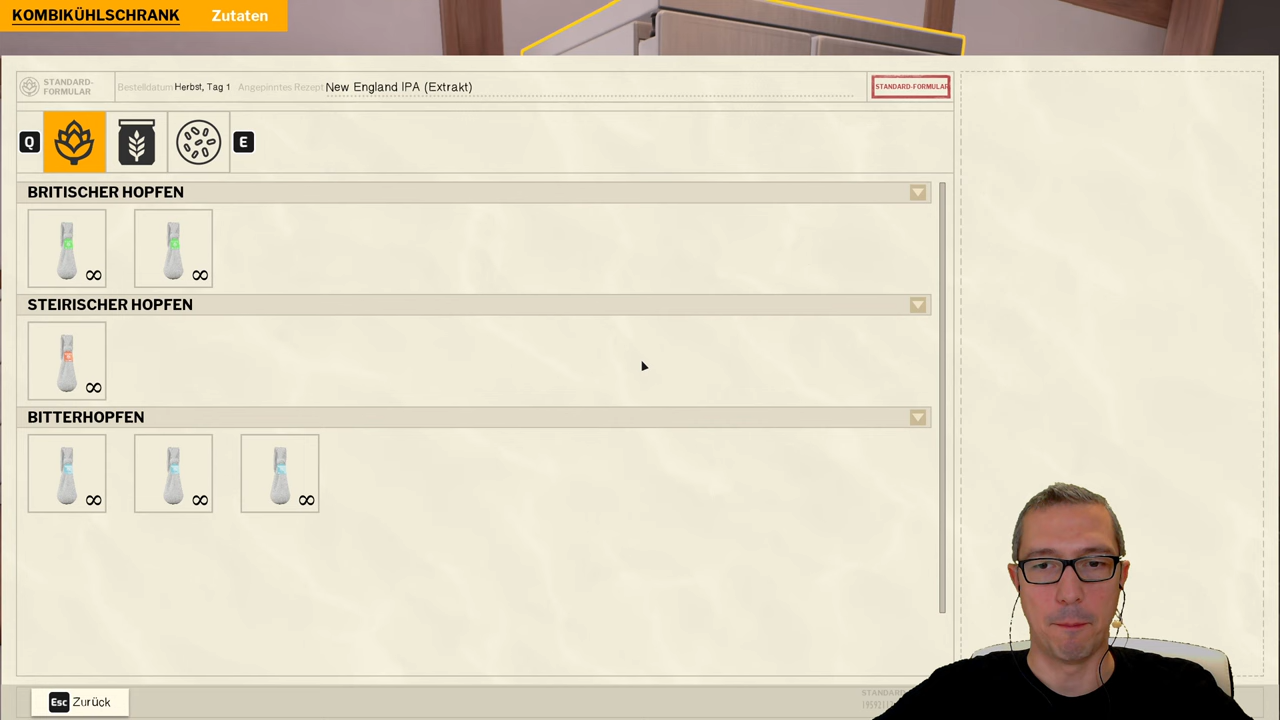 KOMBIKÜHLSCHRANK Zutaten
STANDARD-
FORMULAR
Bestelldatum Herbst, Tag 1 Angepinntes Rezept New England IPA (Extrakt)
STANDARD-FORMULAR
Q E
BRITISCHER HOPFEN
∞ ∞
STEIRISCHER HOPFEN
∞
BITTERHOPFEN
∞ ∞ ∞
Esc Zurück